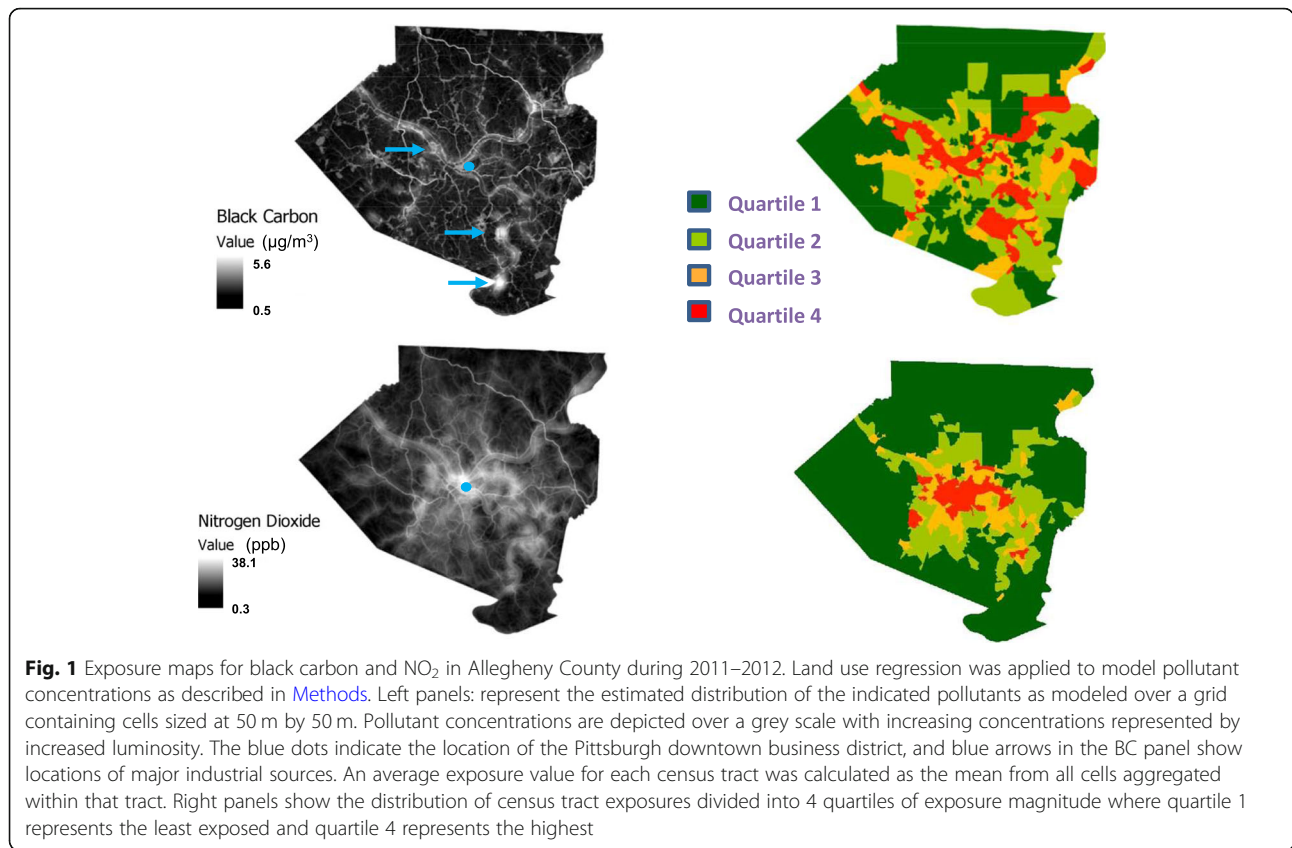 Black Carbon
Value (µg/m³)
5.6
0.5
Quartile 1
Quartile 2
Quartile 3
Quartile 4
Nitrogen Dioxide
Value (ppb)
38.1
0.3
Fig. 1 Exposure maps for black carbon and NO₂ in Allegheny County during 2011–2012. Land use regression was applied to model pollutant
concentrations as described in Methods. Left panels: represent the estimated distribution of the indicated pollutants as modeled over a grid
containing cells sized at 50 m by 50 m. Pollutant concentrations are depicted over a grey scale with increasing concentrations represented by
increased luminosity. The blue dots indicate the location of the Pittsburgh downtown business district, and blue arrows in the BC panel show
locations of major industrial sources. An average exposure value for each census tract was calculated as the mean from all cells aggregated
within that tract. Right panels show the distribution of census tract exposures divided into 4 quartiles of exposure magnitude where quartile 1
represents the least exposed and quartile 4 represents the highest